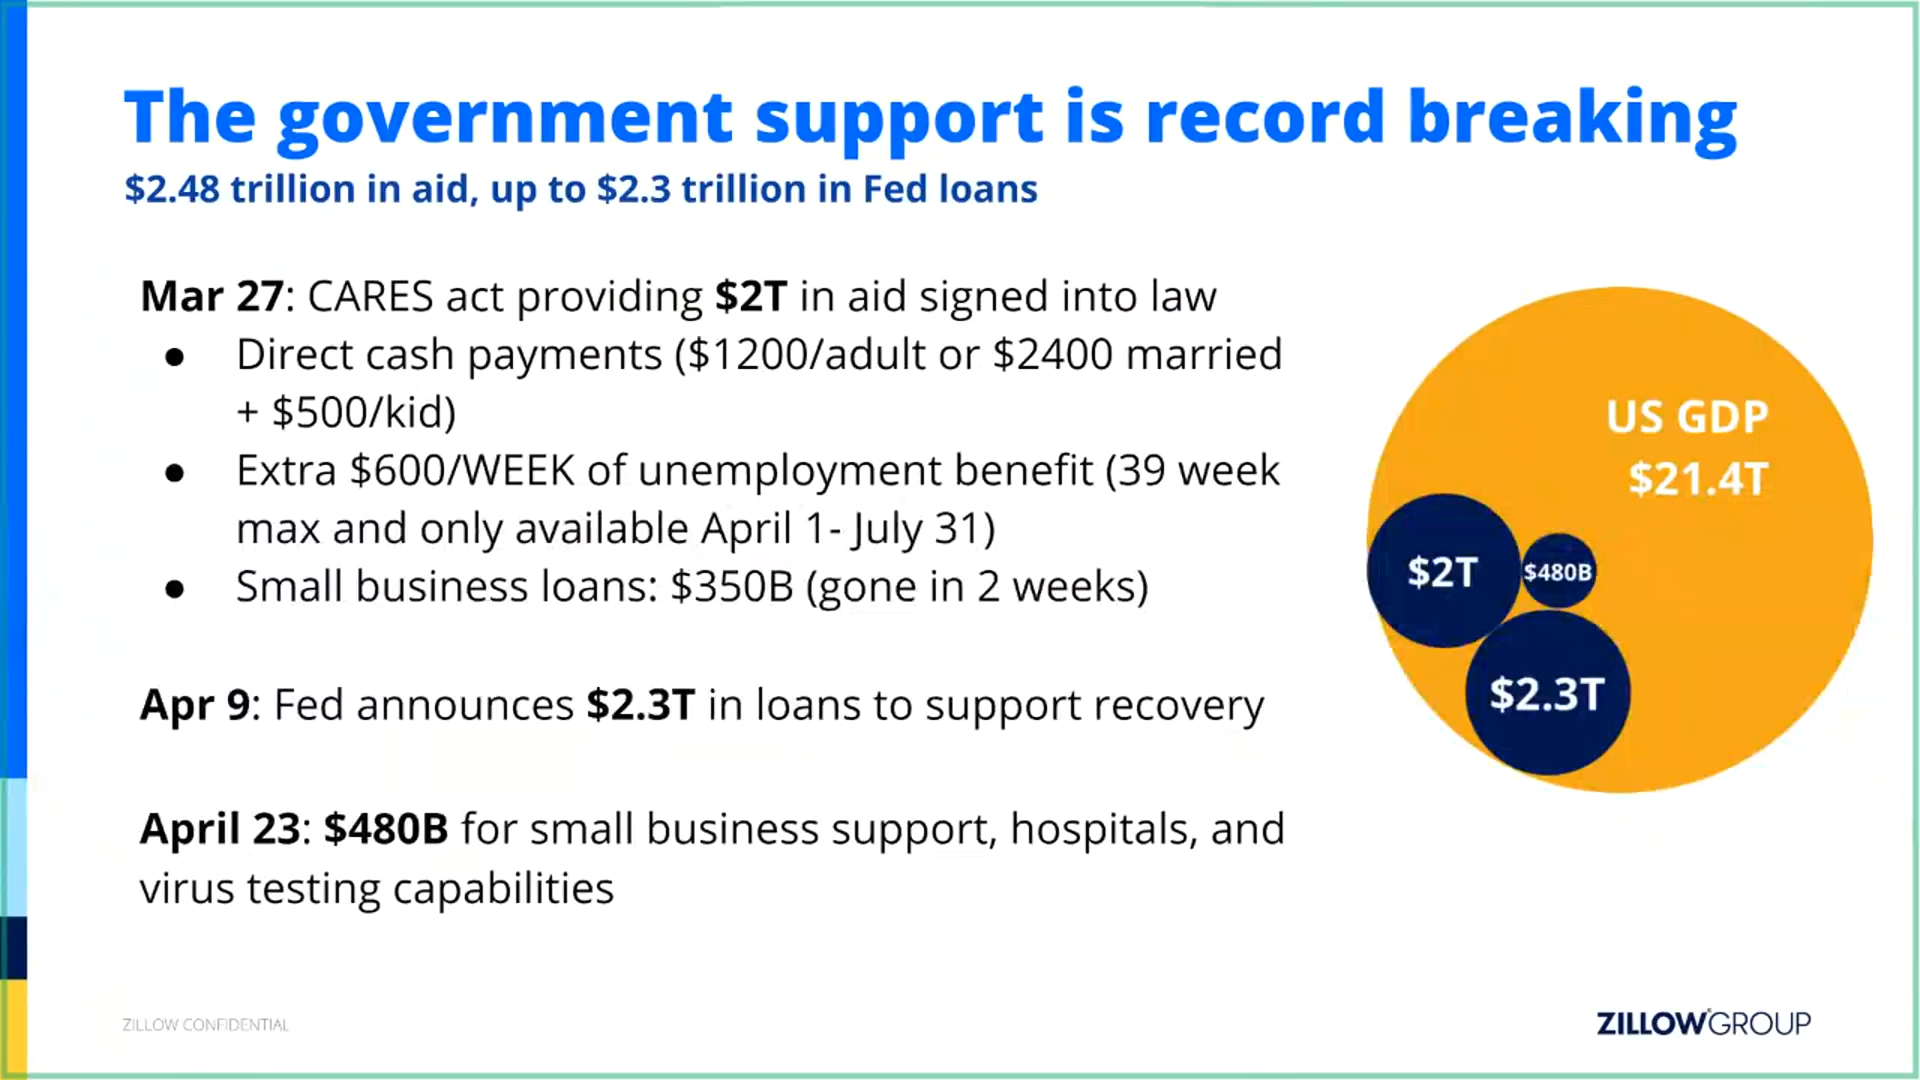 The government support is record breaking
$2.48 trillion in aid, up to $2.3 trillion in Fed loans
Mar 27: CARES act providing $2T in aid signed into law
● Direct cash payments ($1200/adult or $2400 married
+ $500/kid)
● Extra $600/WEEK of unemployment benefit (39 week
max and only available April 1- July 31)
● Small business loans: $350B (gone in 2 weeks)
Apr 9: Fed announces $2.3T in loans to support recovery
April 23: $480B for small business support, hospitals, and
virus testing capabilities
US GDP
$21.4T
$2T
$480B
$2.3T
ZILLOW CONFIDENTIAL
ZILLOW GROUP